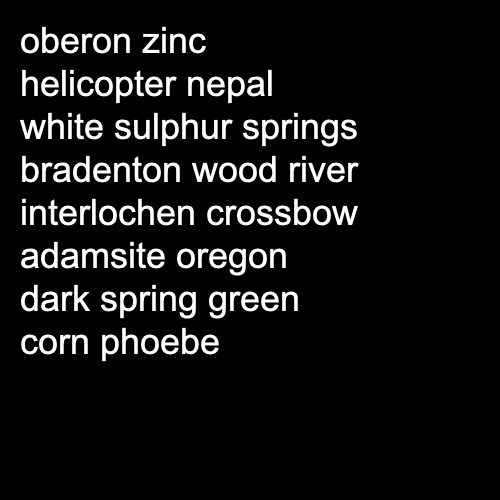 oberon zinc
helicopter nepal
white sulphur springs
bradenton wood river
interlochen crossbow
adamsite oregon
dark spring green
corn phoebe